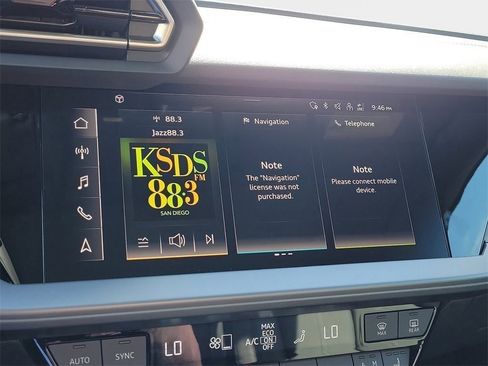 9:46 PM
88.3
Jazz88.3
KSDS
FM
88.3
SAN DIEGO
Navigation
Note
The "Navigation"
license was not
purchased.
Telephone
Note
Please connect mobile
device.
AUTO
SYNC
LO
A/C
MAX
ECO
ON
OFF
LO
MAX
REAR